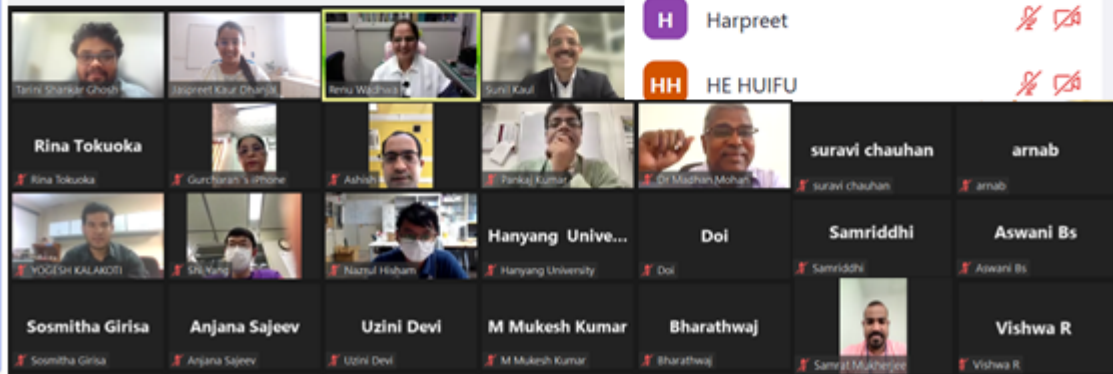 Tarini Shankar Ghosh
Jaspreet Kaur Dhanjal
Renu Wadhwa
Sunil Kaul
H
Harpreet
HH
HE HUIFU
Rina Tokuoka
Rina Tokuoka
Gurcharan's iPhone
Ashish
Pankaj Kumar
Dr Madhan Mohan
suravi chauhan
suravi chauhan
arnab
arnab
YOGESH KALAKOTI
Shi Yang
Nazrul Hisham
Hanyang Unive...
Hanyang University
Doi
Doi
Samriddhi
Samriddhi
Aswani Bs
Aswani Bs
Sosmitha Girisa
Sosmitha Girisa
Anjana Sajeev
Anjana Sajeev
Uzini Devi
Uzini Devi
M Mukesh Kumar
M Mukesh Kumar
Bharathwaj
Bharathwaj
Samrat Mukherjee
Vishwa R
Vishwa R